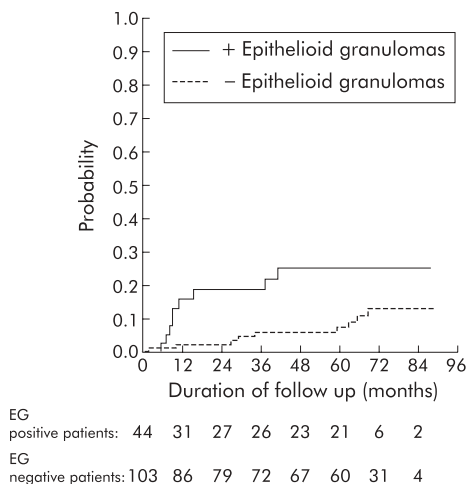 1.0
0.9
0.8
0.7
0.6
0.5
0.4
0.3
0.2
0.1
0.0
Probability
+ Epithelioid granulomas
– Epithelioid granulomas
0 12 24 36 48 60 72 84 96
Duration of follow up (months)
EG
positive patients: 44 31 27 26 23 21 6 2
EG
negative patients: 103 86 79 72 67 60 31 4